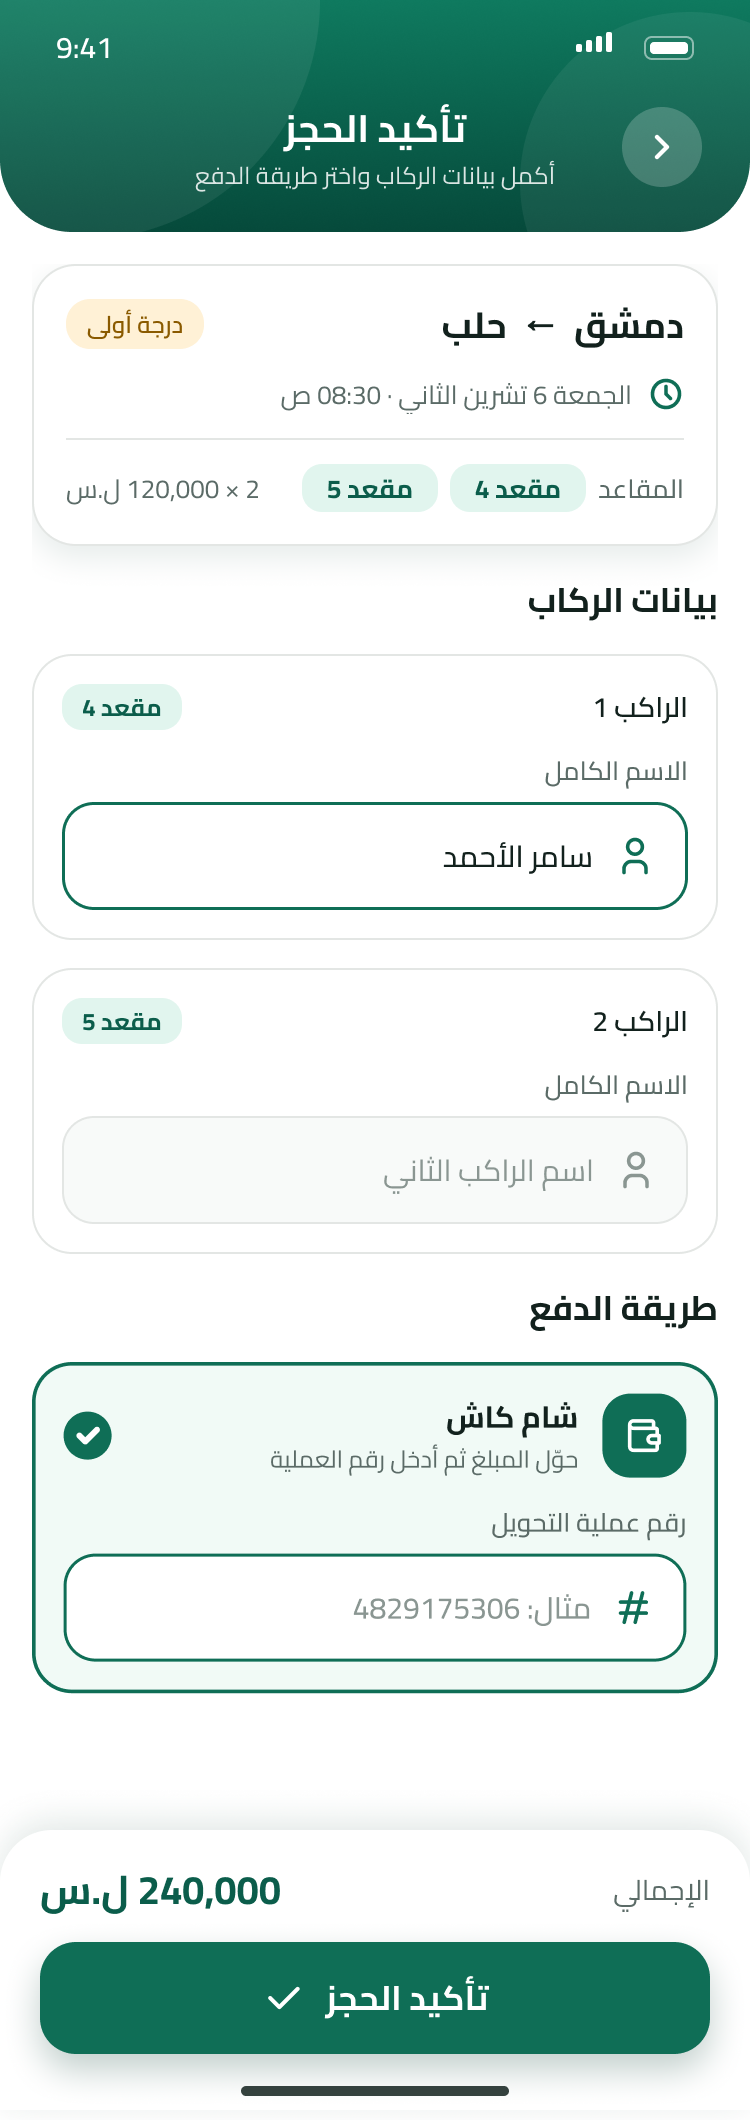 9:41
تأكيد الحجز
أكمل بيانات الركاب واختر طريقة الدفع
دمشق ← حلب
درجة أولى
الجمعة 6 تشرين الثاني · 08:30 ص
المقاعد مقعد 4 مقعد 5 2 × 120,000 ل.س
بيانات الركاب
الراكب 1 مقعد 4
الاسم الكامل
سامر الأحمد
الراكب 2 مقعد 5
الاسم الكامل
اسم الراكب الثاني
طريقة الدفع
شام كاش
حوّل المبلغ ثم أدخل رقم العملية
رقم عملية التحويل
# مثال: 4829175306
الإجمالي 240,000 ل.س
تأكيد الحجز